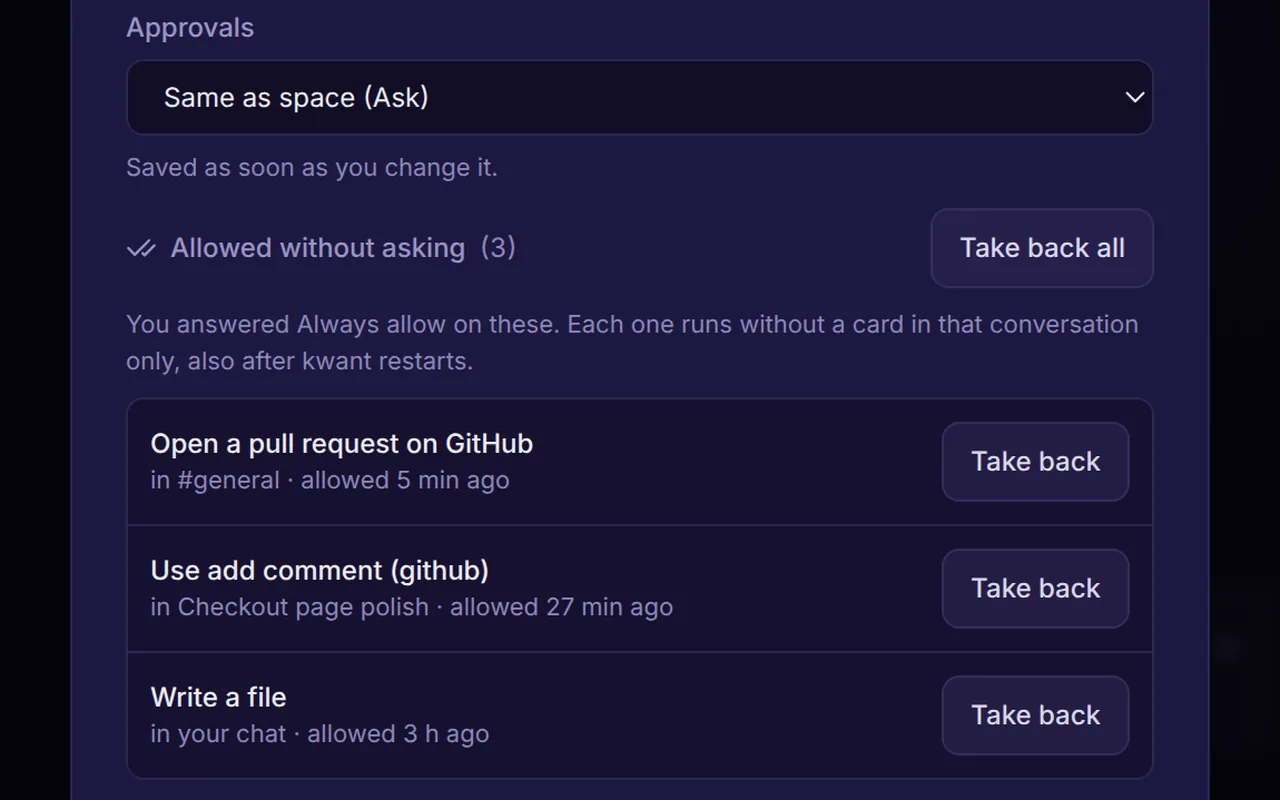 Approvals
Same as space (Ask)
Saved as soon as you change it.
Allowed without asking (3)
Take back all
You answered Always allow on these. Each one runs without a card in that conversation
only, also after kwant restarts.
Open a pull request on GitHub
in #general · allowed 5 min ago
Take back
Use add comment (github)
in Checkout page polish · allowed 27 min ago
Take back
Write a file
in your chat · allowed 3 h ago
Take back